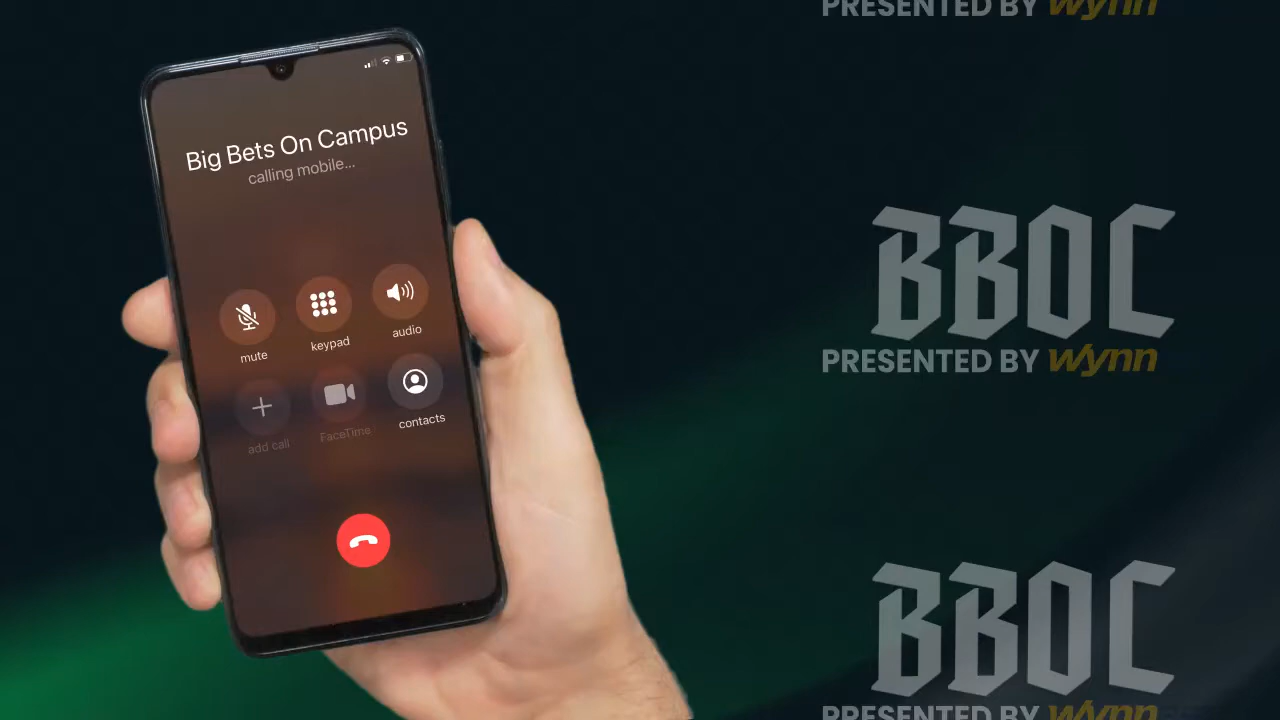 PRESENTED BY wynn
Big Bets On Campus
calling mobile...
mute
keypad
audio
add call
FaceTime
contacts
BBOC
PRESENTED BY wynn
BBOC
PRESENTED BY wynn